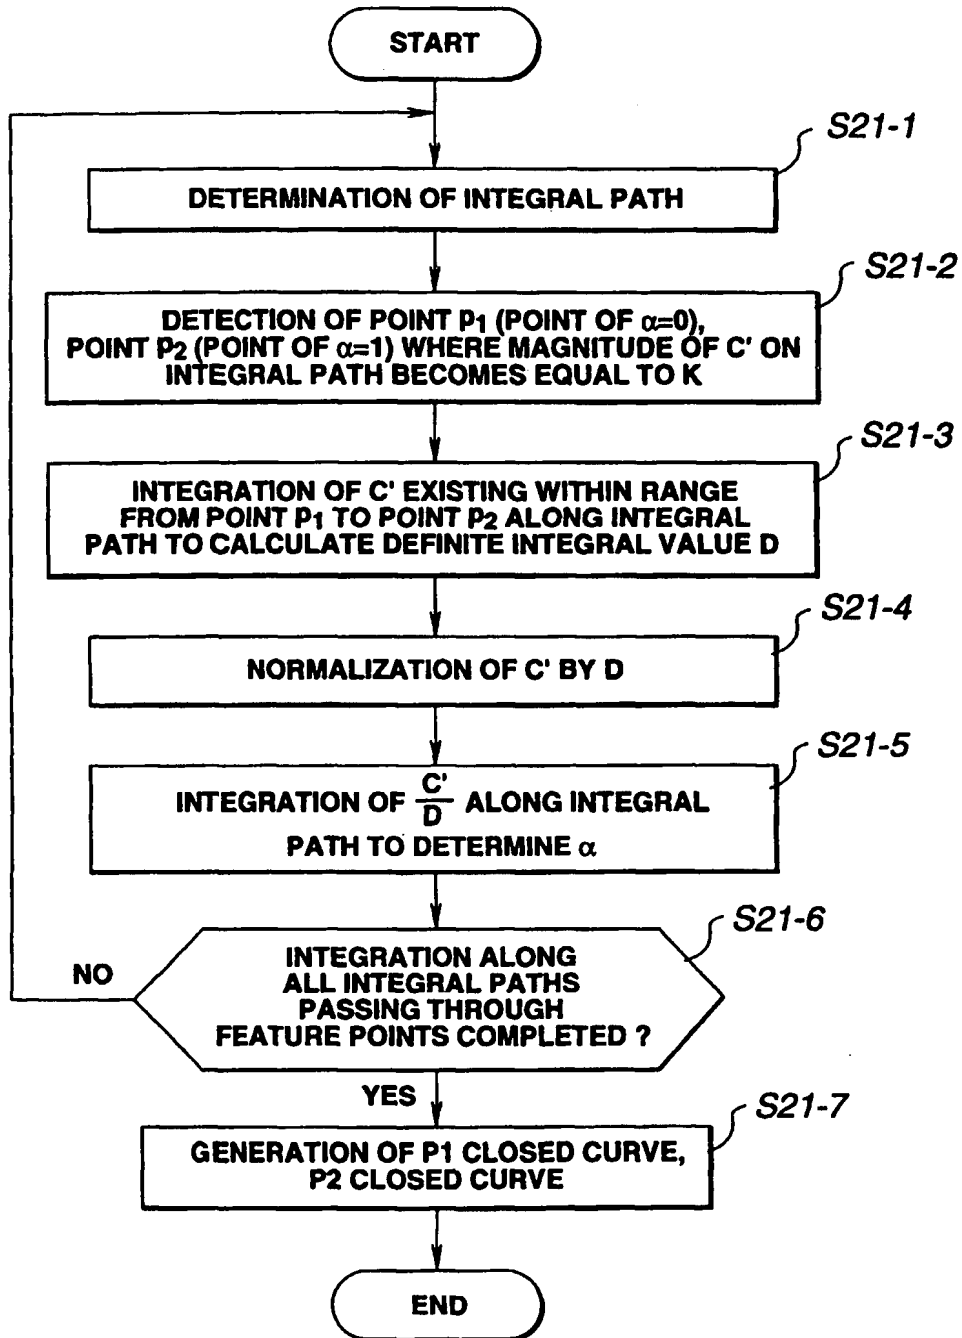 START
S21-1
DETERMINATION OF INTEGRAL PATH
S21-2
DETECTION OF POINT P1 (POINT OF α=0),
POINT P2 (POINT OF α=1) WHERE MAGNITUDE OF C' ON
INTEGRAL PATH BECOMES EQUAL TO K
S21-3
INTEGRATION OF C' EXISTING WITHIN RANGE
FROM POINT P1 TO POINT P2 ALONG INTEGRAL
PATH TO CALCULATE DEFINITE INTEGRAL VALUE D
S21-4
NORMALIZATION OF C' BY D
S21-5
INTEGRATION OF C'/D ALONG INTEGRAL
PATH TO DETERMINE α
S21-6
INTEGRATION ALONG
ALL INTEGRAL PATHS
PASSING THROUGH
FEATURE POINTS COMPLETED ?
NO
YES
S21-7
GENERATION OF P1 CLOSED CURVE,
P2 CLOSED CURVE
END